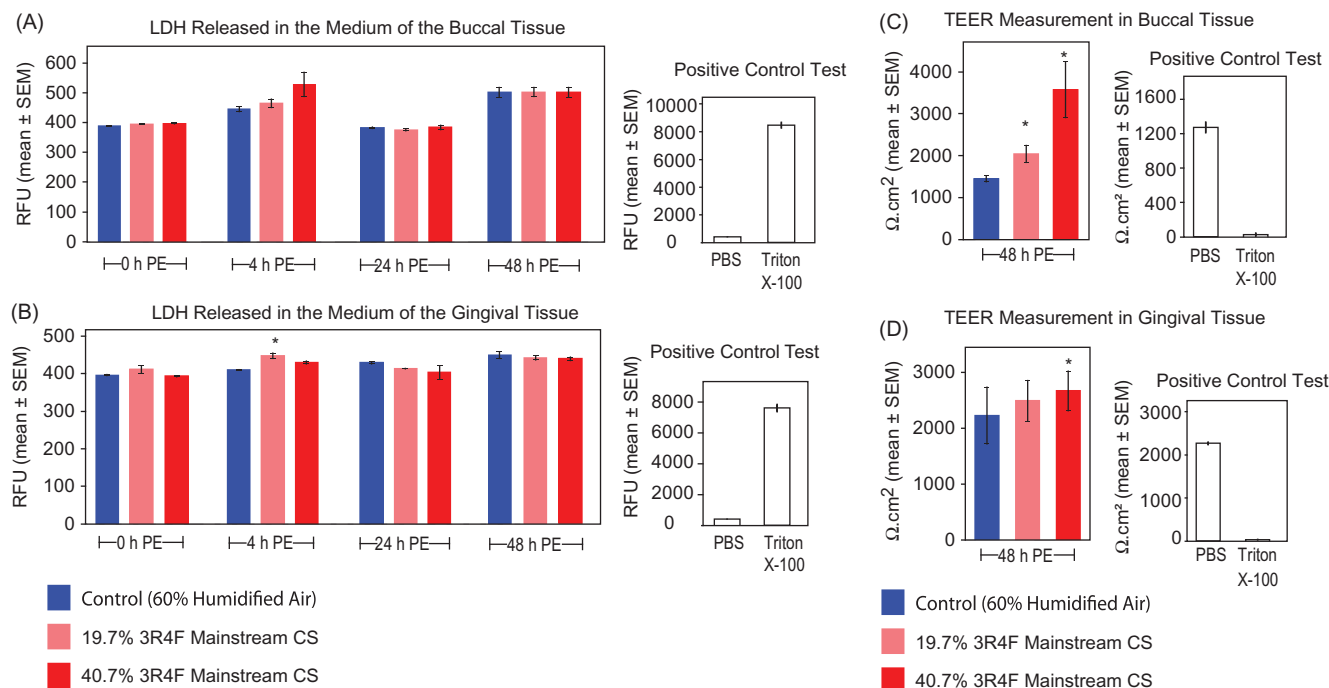 (A)
LDH Released in the Medium of the Buccal Tissue
RFU (mean ± SEM)
600
500
400
300
200
100
0
0 h PE
4 h PE
24 h PE
48 h PE
Positive Control Test
RFU (mean ± SEM)
10000
8000
6000
4000
2000
0
PBS
Triton
X-100
(B)
LDH Released in the Medium of the Gingival Tissue
RFU (mean ± SEM)
500
400
300
200
100
0
*
0 h PE
4 h PE
24 h PE
48 h PE
Positive Control Test
RFU (mean ± SEM)
8000
6000
4000
2000
0
PBS
Triton
X-100
Control (60% Humidified Air)
19.7% 3R4F Mainstream CS
40.7% 3R4F Mainstream CS
(C)
TEER Measurement in Buccal Tissue
Ω.cm² (mean ± SEM)
4000
3000
2000
1000
0
*
*
48 h PE
Positive Control Test
Ω.cm² (mean ± SEM)
1600
1200
800
400
0
PBS
Triton
X-100
(D)
TEER Measurement in Gingival Tissue
Ω.cm² (mean ± SEM)
3000
2000
1000
0
*
48 h PE
Positive Control Test
Ω.cm² (mean ± SEM)
3000
2000
1000
0
PBS
Triton
X-100
Control (60% Humidified Air)
19.7% 3R4F Mainstream CS
40.7% 3R4F Mainstream CS